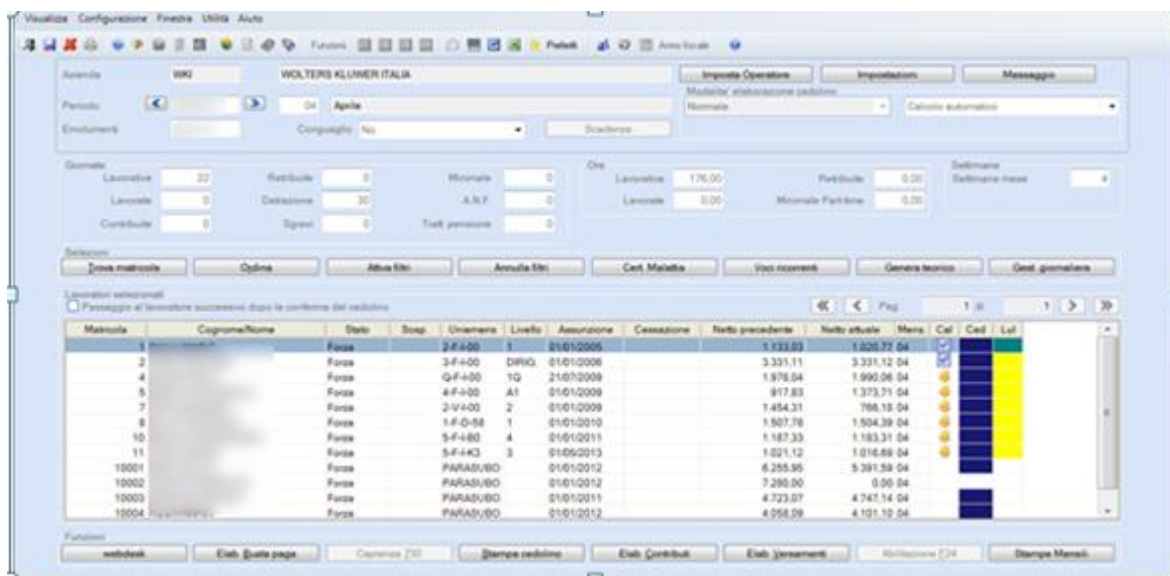 Visualizza Configurazione Finestra Utilità Aiuto
Funzioni Preferiti Anno fiscale
Azienda WKI WOLTERS KLUWER ITALIA Imposta Operatore Impostazioni Messaggio
Modalita' elaborazione cedolino
Periodo 04 Aprile Normale Calcolo automatico
Emolumenti Conguaglio No Scadenze
Giornate Ore Settimane
Lavorative 22 Retribuite 0 Minimale 0 Lavorative 176,00 Retribuite 0,00 Settimane mese 4
Lavorate 0 Detrazione 30 A.N.F. 0 Lavorate 0,00 Minimale Part-time 0,00
Contribuite 0 Sgravi 0 Tratt. pensione 0
Selezioni
Trova matricola Ordina Attiva filtri Annulla filtri Cert. Malattia Voci ricorrenti Genera teorico Gest. giornaliera
Lavoratori selezionati
Passaggio al lavoratore successivo dopo la conferma del cedolino Pag. 1 di 1
Matricola Cognome/Nome Stato Sosp. Uniemens Livello Assunzione Cessazione Netto precedente Netto attuale Mens. Cal Ced Lul
1 Forza 2-F-I-00 1 01/01/2005 1.133,03 1.020,77 04
2 Forza 3-F-I-00 DIRIG. 01/01/2006 3.331,11 3.331,12 04
4 Forza Q-F-I-00 1Q 21/07/2009 1.978,04 1.990,06 04
5 Forza 4-F-I-00 A1 01/01/2009 917,83 1.373,71 04
7 Forza 2-V-I-00 2 01/01/2009 1.454,31 766,18 04
8 Forza 1-F-D-58 1 01/01/2010 1.507,78 1.504,39 04
10 Forza 5-F-I-B0 4 01/01/2011 1.187,33 1.183,31 04
11 Forza 5-F-I-K3 3 01/05/2013 1.021,12 1.016,69 04
10001 Forza PARASUBO 01/01/2012 6.255,95 5.391,59 04
10002 Forza PARASUBO 01/01/2012 7.280,00 0,00 04
10003 Forza PARASUBO 01/01/2011 4.723,07 4.747,14 04
10004 Forza PARASUBO 01/01/2012 4.058,09 4.101,10 04
Funzioni
webdesk Elab. Busta paga Capienza 730 Stampa cedolino Elab. Contributi Elab. Versamenti Abilitazione F24 Stampe Mensili